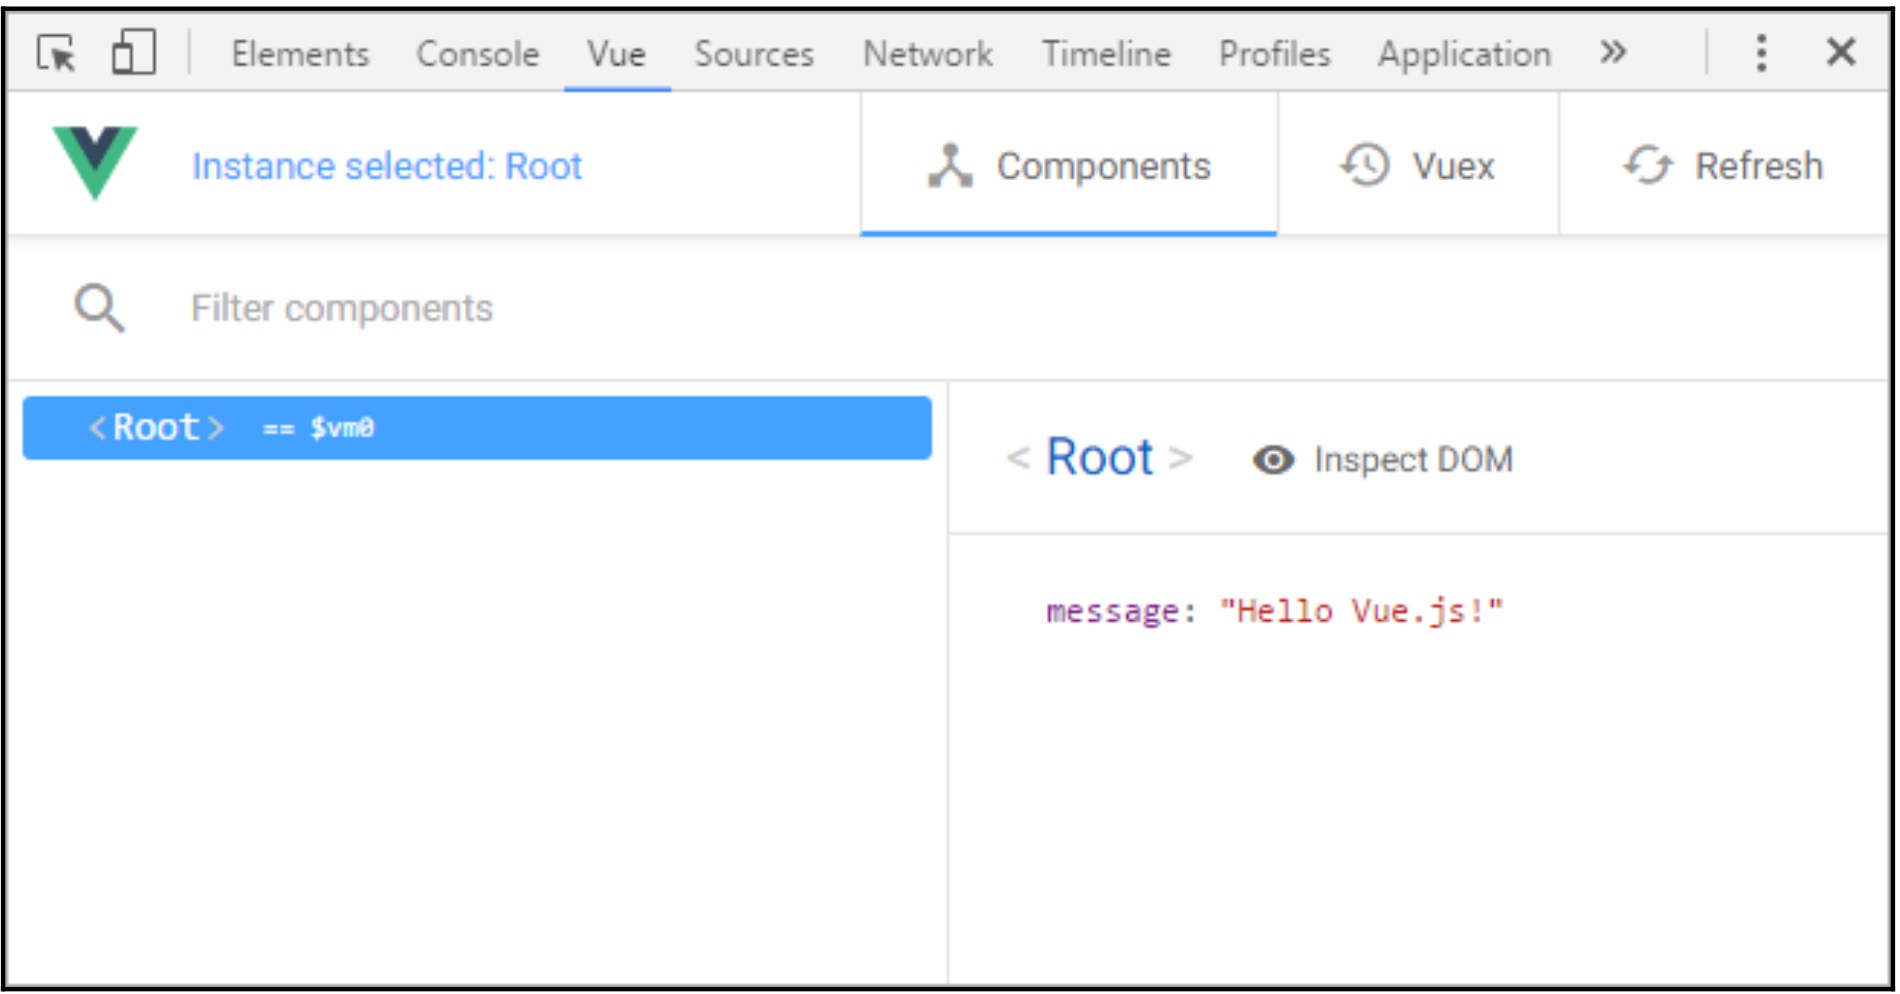 Elements Console Vue Sources Network Timeline Profiles Application »
Instance selected: Root Components Vuex Refresh
Filter components
<Root> == $vm0
< Root > Inspect DOM
message: "Hello Vue.js!"